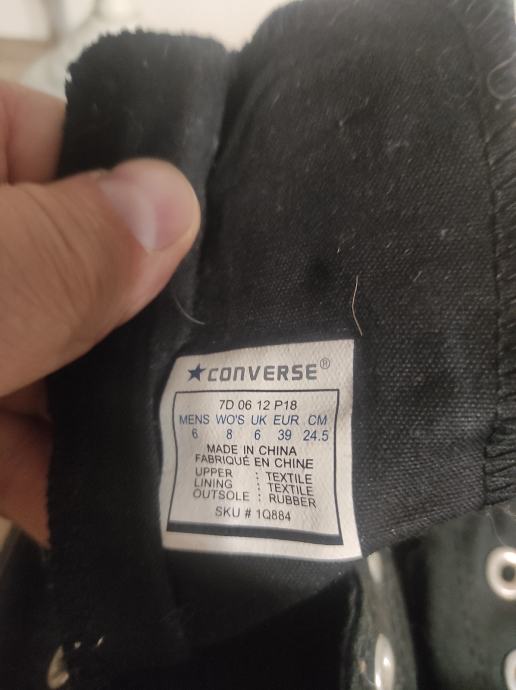 ★CONVERSE®
7D 06 12 P18
MENS WO'S UK EUR CM
6 8 6 39 24.5
MADE IN CHINA
FABRIQUÉ EN CHINE
UPPER : TEXTILE
LINING : TEXTILE
OUTSOLE : RUBBER
SKU # 1Q884